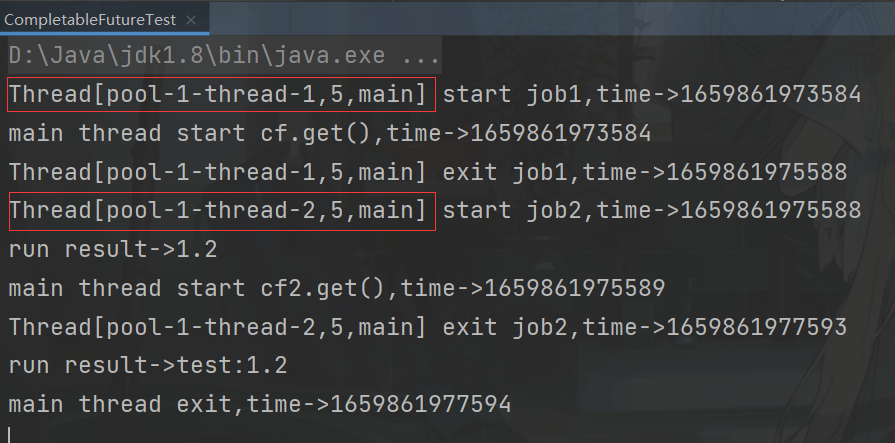 CompletableFutureTest
D:\Java\jdk1.8\bin\java.exe ...
Thread[pool-1-thread-1,5,main] start job1,time->1659861973584
main thread start cf.get(),time->1659861973584
Thread[pool-1-thread-1,5,main] exit job1,time->1659861975588
Thread[pool-1-thread-2,5,main] start job2,time->1659861975588
run result->1.2
main thread start cf2.get(),time->1659861975589
Thread[pool-1-thread-2,5,main] exit job2,time->1659861977593
run result->test:1.2
main thread exit,time->1659861977594